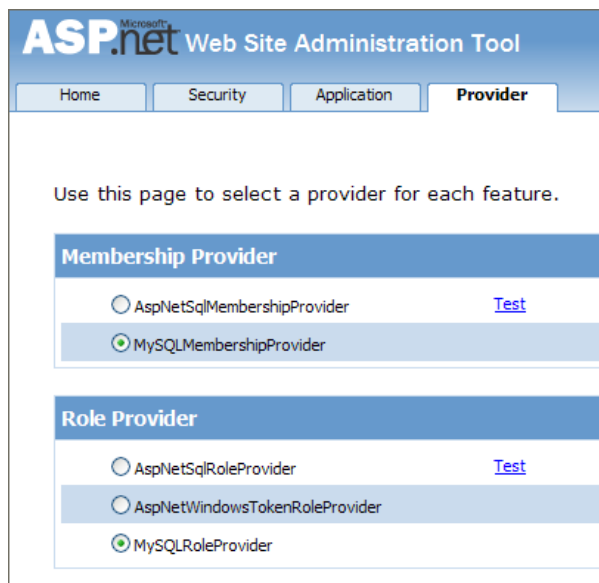 Microsoft
ASP.net Web Site Administration Tool
Home Security Application Provider
Use this page to select a provider for each feature.
Membership Provider
AspNetSqlMembershipProvider Test
MySQLMembershipProvider
Role Provider
AspNetSqlRoleProvider Test
AspNetWindowsTokenRoleProvider
MySQLRoleProvider